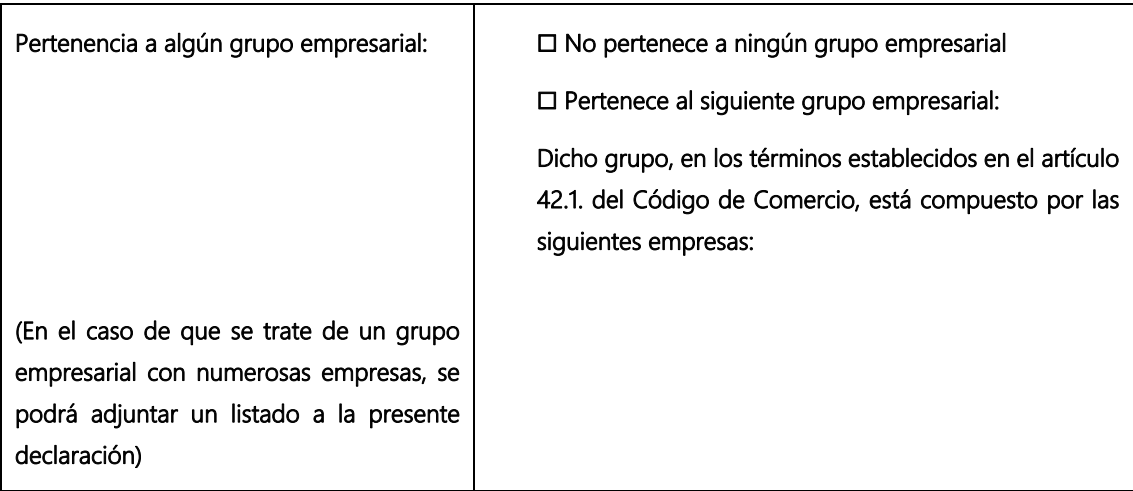 Pertenencia a algún grupo empresarial:
(En el caso de que se trate de un grupo
empresarial con numerosas empresas, se
podrá adjuntar un listado a la presente
declaración)
☐ No pertenece a ningún grupo empresarial
☐ Pertenece al siguiente grupo empresarial:
Dicho grupo, en los términos establecidos en el artículo
42.1. del Código de Comercio, está compuesto por las
siguientes empresas: